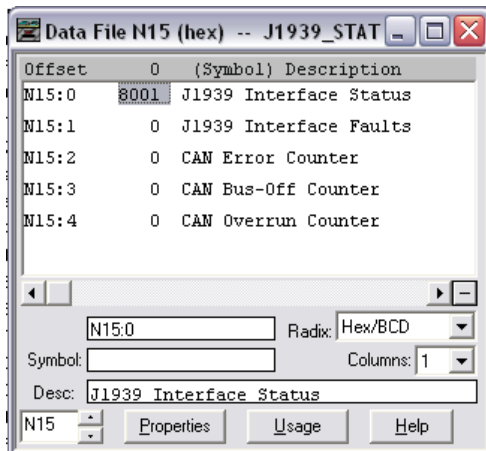 Data File N15 (hex) -- J1939_STAT
Offset 0 (Symbol) Description
N15:0 8001 J1939 Interface Status
N15:1 0 J1939 Interface Faults
N15:2 0 CAN Error Counter
N15:3 0 CAN Bus-Off Counter
N15:4 0 CAN Overrun Counter
N15:0 Radix: Hex/BCD
Symbol: Columns: 1
Desc: J1939 Interface Status
N15 Properties Usage Help